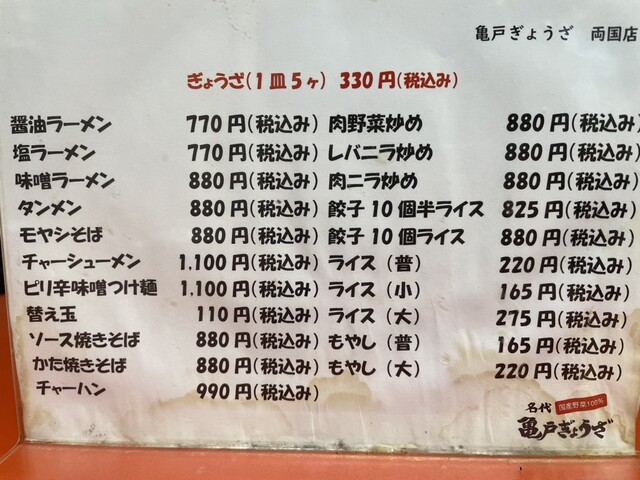 亀戸ぎょうざ 両国店
ぎょうざ(1皿5ヶ) 330円(税込み)
醤油ラーメン 770円(税込み) 肉野菜炒め 880円(税込み)
塩ラーメン 770円(税込み) レバニラ炒め 880円(税込み)
味噌ラーメン 880円(税込み) 肉ニラ炒め 880円(税込み)
タンメン 880円(税込み) 餃子10個半ライス 825円(税込み)
モヤシそば 880円(税込み) 餃子10個ライス 880円(税込み)
チャーシューメン 1,100円(税込み) ライス(普) 220円(税込み)
ピリ辛味噌つけ麺 1,100円(税込み) ライス(小) 165円(税込み)
替え玉 110円(税込み) ライス(大) 275円(税込み)
ソース焼きそば 880円(税込み) もやし(普) 165円(税込み)
かた焼きそば 880円(税込み) もやし(大) 220円(税込み)
チャーハン 990円(税込み)
名代 国産野菜100%
亀戸ぎょうざ